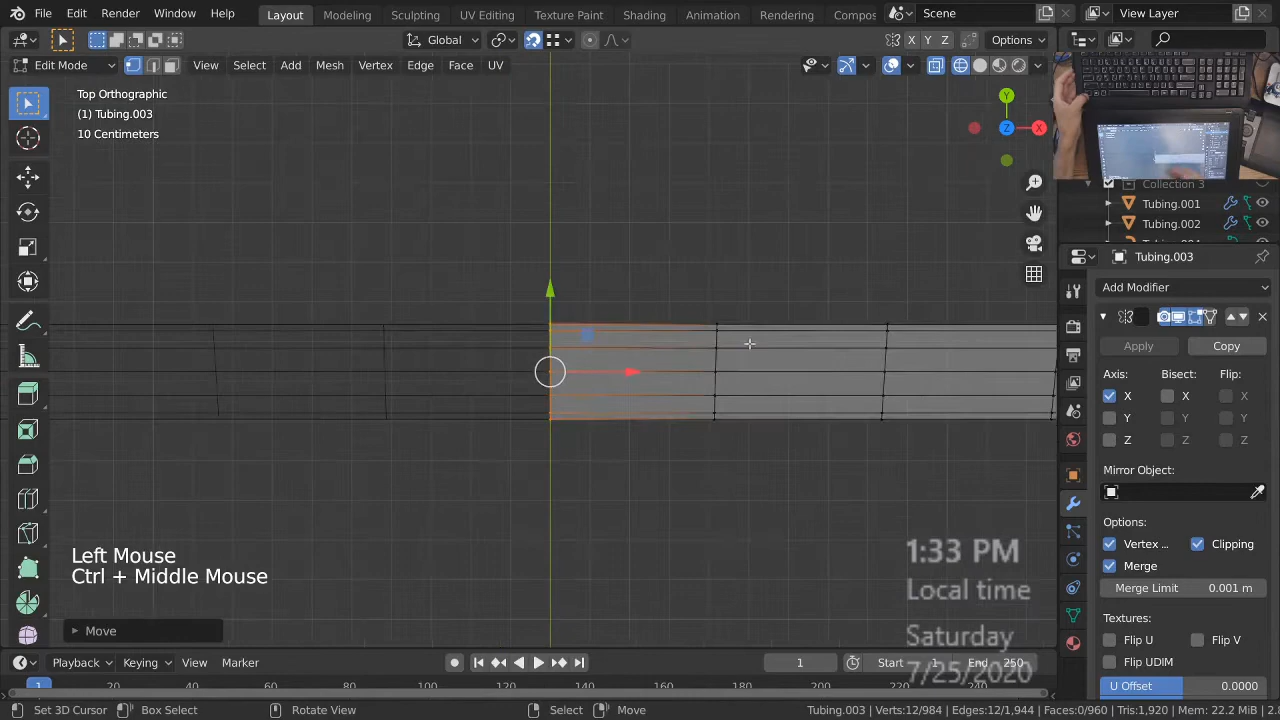 File Edit Render Window Help Layout Modeling Sculpting UV Editing Texture Paint Shading Animation Rendering Compos Scene View Layer
Global X Y Z Options
Edit Mode View Select Add Mesh Vertex Edge Face UV
Top Orthographic
(1) Tubing.003
10 Centimeters
Y
Z X
Collection 3
Tubing.001
Tubing.002
Tubing.003
Add Modifier
Apply Copy
Axis: Bisect: Flip:
X X X
Y Y Y
Z Z Z
Mirror Object:
Options:
Vertex ... Clipping
Merge
Merge Limit 0.001 m
Textures:
Flip U Flip V
Flip UDIM
U Offset 0.0000
Left Mouse
Ctrl + Middle Mouse
Move
1:33 PM
Local time
Saturday
7/25/2020
Playback Keying View Marker 1 Start 1 End 250
1 20 40 60 80 100 120 140 160 180 200 220 240
Set 3D Cursor Box Select Rotate View Select Move Tubing.003 | Verts:12/984 | Edges:12/1,944 | Faces:0/960 | Tris:1,920 | Mem: 22.2 MiB | 2.